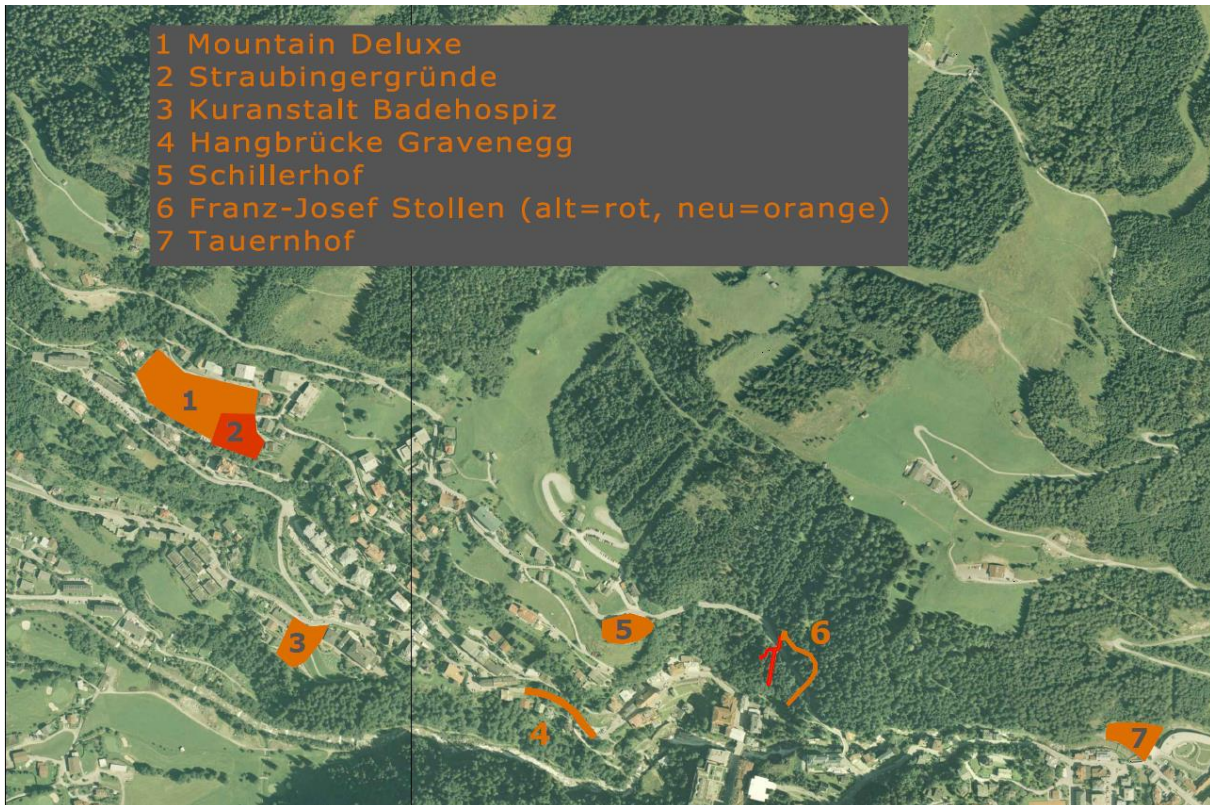 1 Mountain Deluxe
2 Straubingergründe
3 Kuranstalt Badehospiz
4 Hangbrücke Gravenegg
5 Schillerhof
6 Franz-Josef Stollen (alt=rot, neu=orange)
7 Tauernhof
1
2
3
5
6
4
7